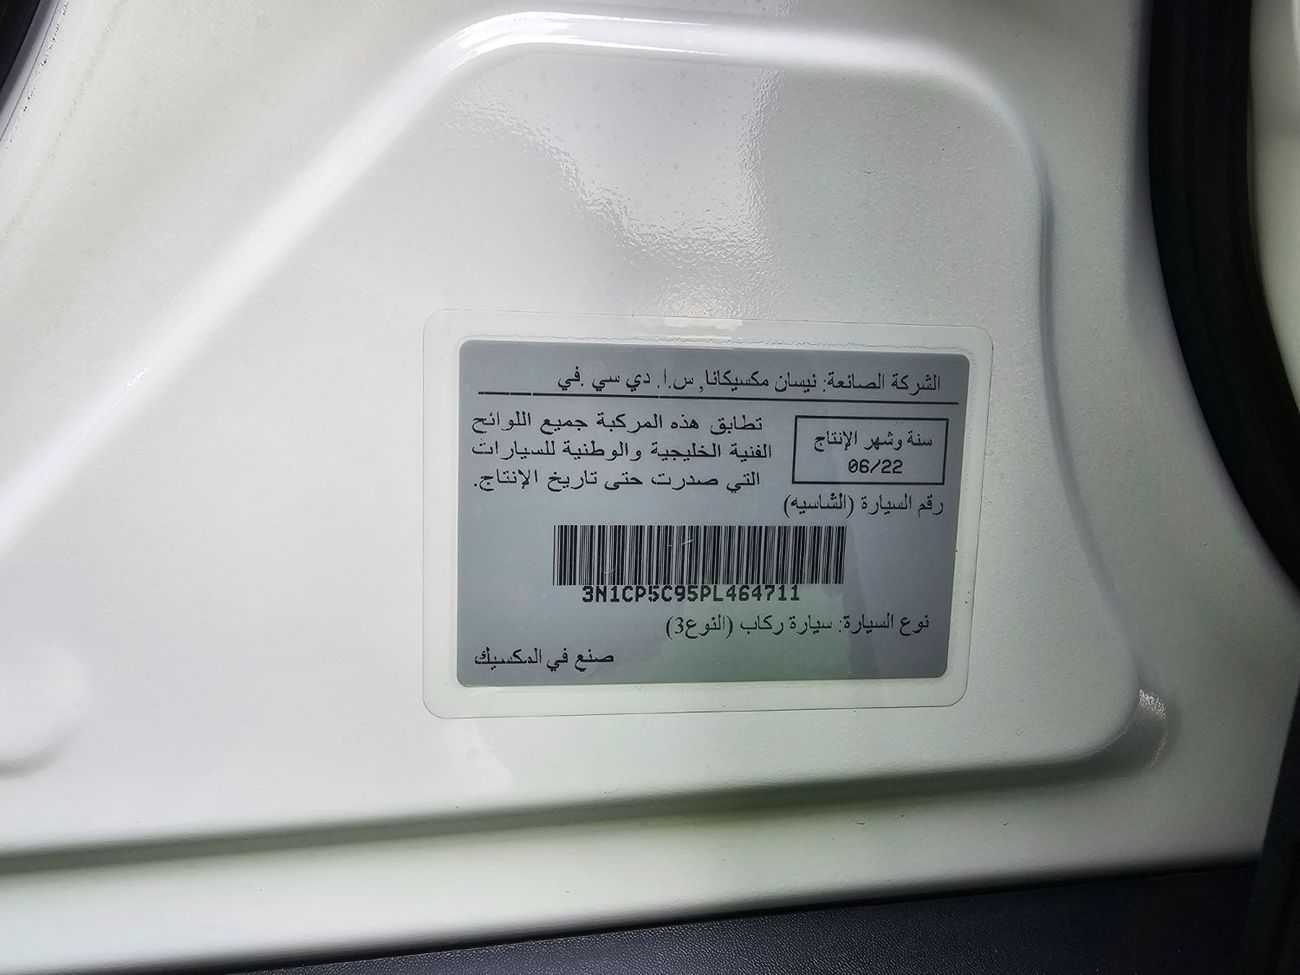 الشركة الصانعة: نيسان مكسيكانا, س.ا. دي سي .في
سنة وشهر الإنتاج
06/22
تطابق هذه المركبة جميع اللوائح
الفنية الخليجية والوطنية للسيارات
التي صدرت حتى تاريخ الإنتاج.
رقم السيارة (الشاسيه)
3N1CP5C95PL464711
نوع السيارة: سيارة ركاب (النوع3)
صنع في المكسيك